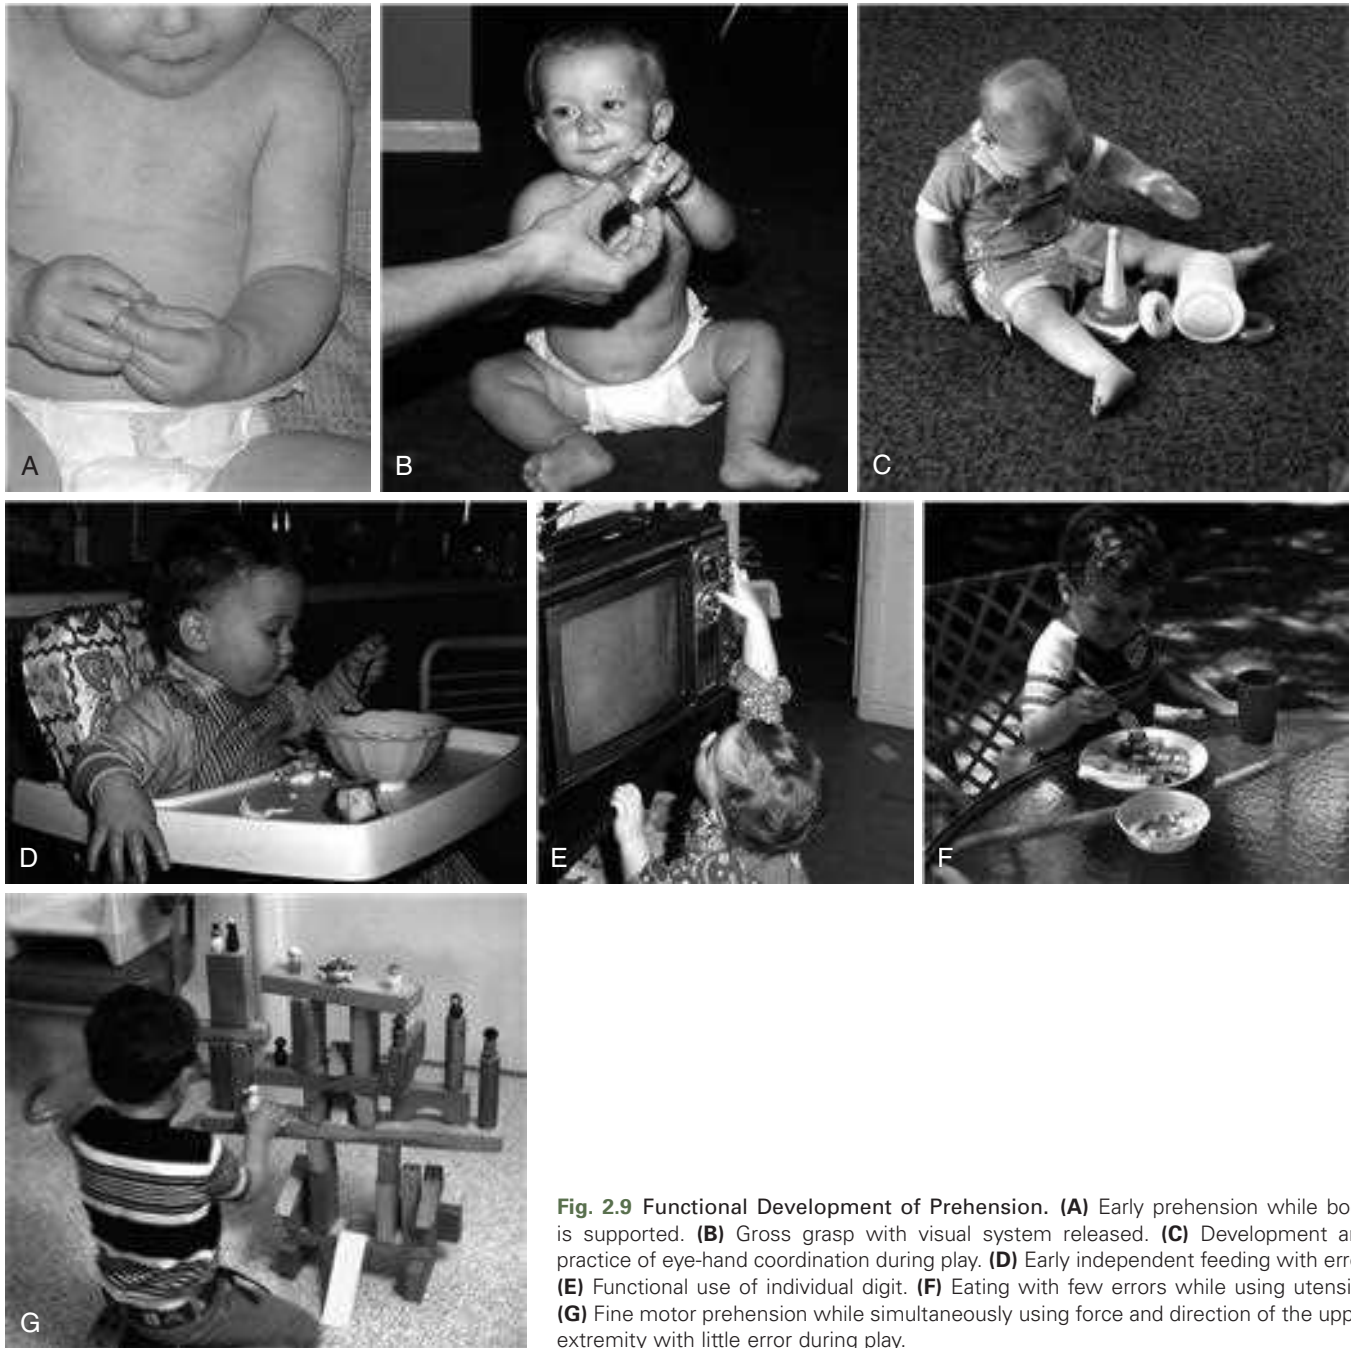 A
B
C
D
E
F
G
Fig. 2.9 Functional Development of Prehension. (A) Early prehension while
is supported. (B) Gross grasp with visual system released. (C) Development
practice of eye-hand coordination during play. (D) Early independent feeding with
(E) Functional use of individual digit. (F) Eating with few errors while using
(G) Fine motor prehension while simultaneously using force and direction of the
extremity with little error during play.